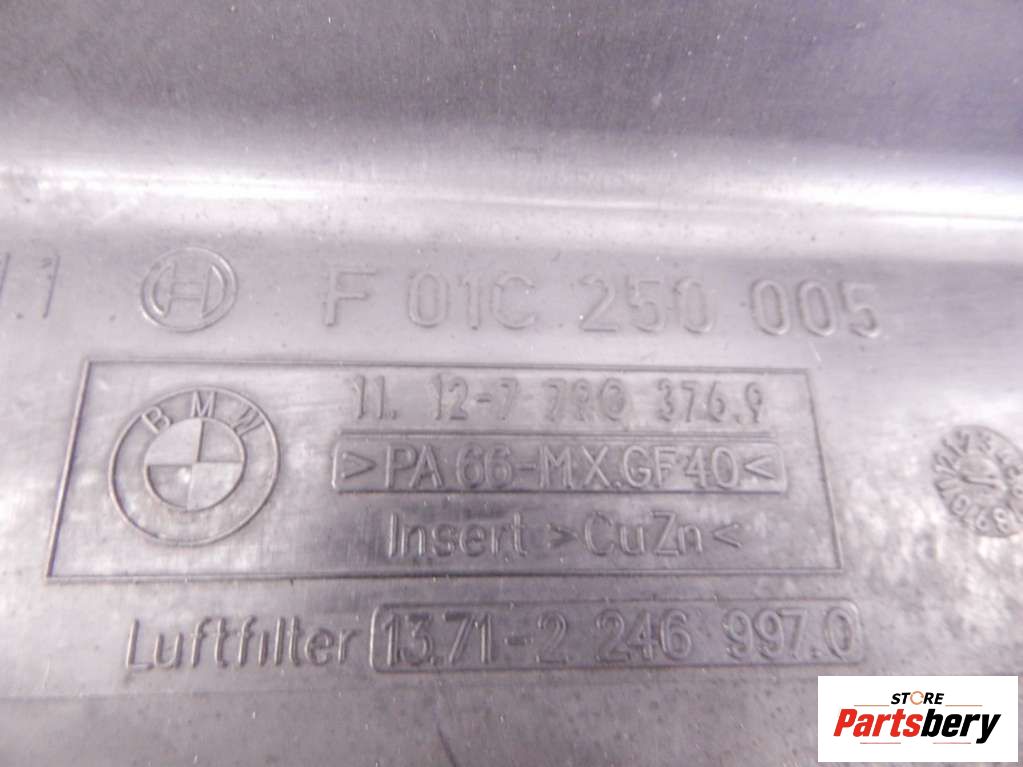 11 F 01C 250 005
BMW
11. 12-7 790 376.9
>PA 66-MX.GF40<
Insert >CuZn<
Luftfilter 13.71-2 246 997.0
STORE
Partsbery